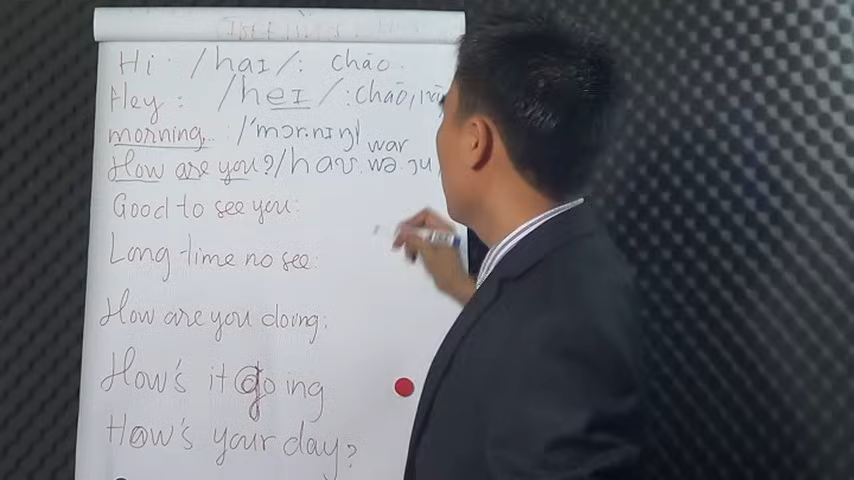 Hi: /haɪ/: chào.
Hey: /heɪ/: chào,
morning.. /'mɔr.nɪŋ/
war
How are you? /haʊ.wə.ju/
Good to see you:
Long time no see:
How are you doing:
How's it going
How's your day?